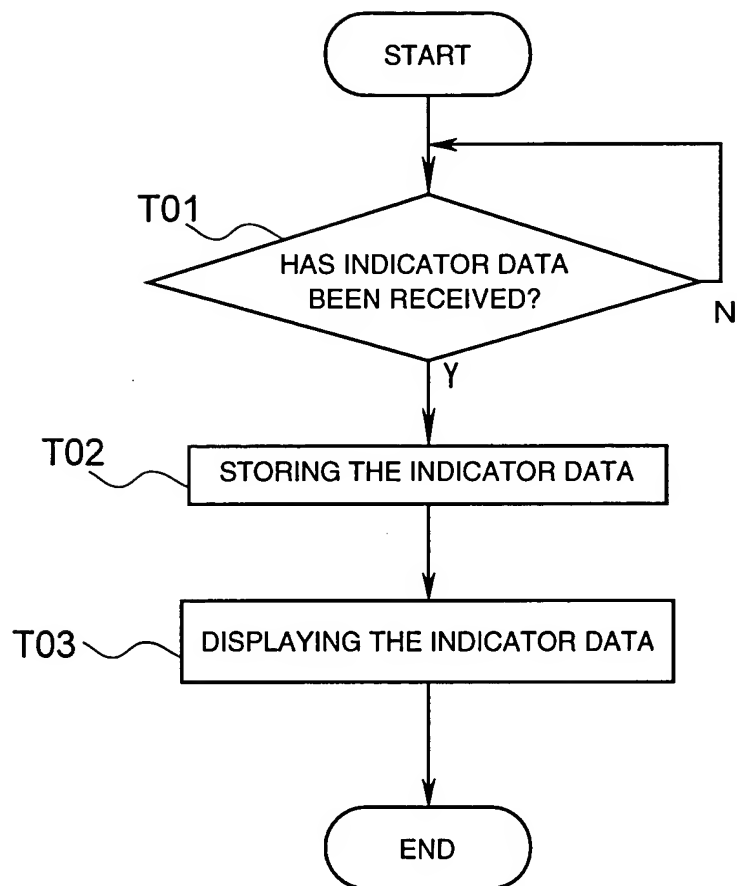 START
T01
HAS INDICATOR DATA
BEEN RECEIVED?
N
Y
T02
STORING THE INDICATOR DATA
T03
DISPLAYING THE INDICATOR DATA
END